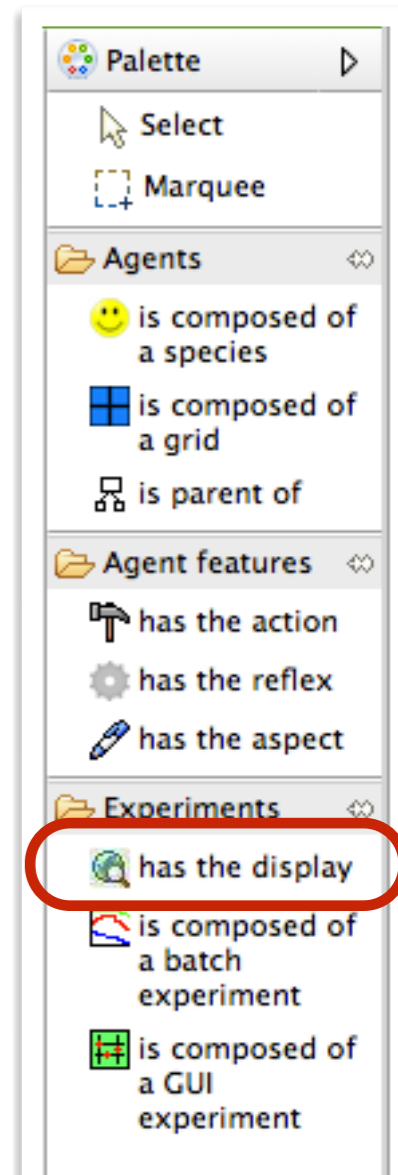 Palette
Select
Marquee
Agents
is composed of
a species
is composed of
a grid
is parent of
Agent features
has the action
has the reflex
has the aspect
Experiments
has the display
is composed of
a batch
experiment
is composed of
a GUI
experiment